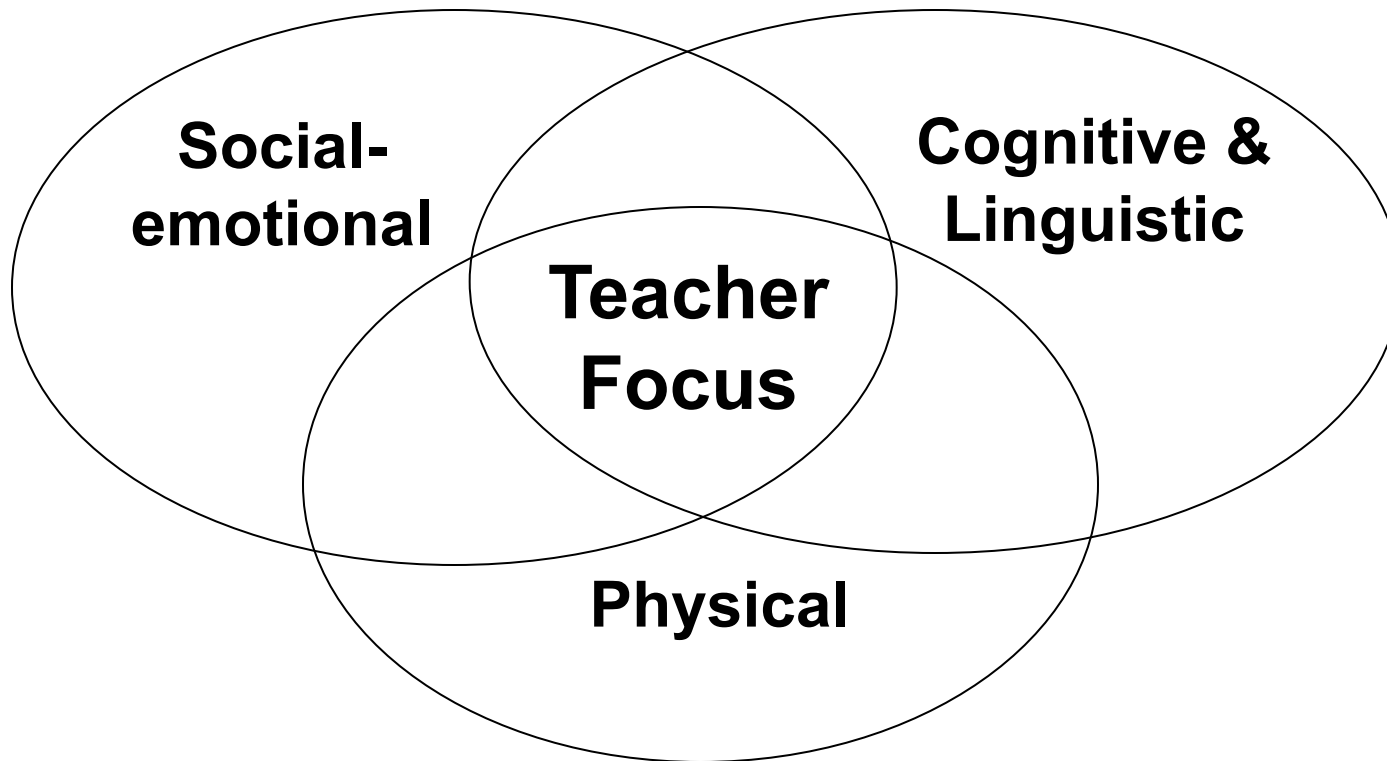 Social-
emotional
Cognitive &
Linguistic
Teacher
Focus
Physical